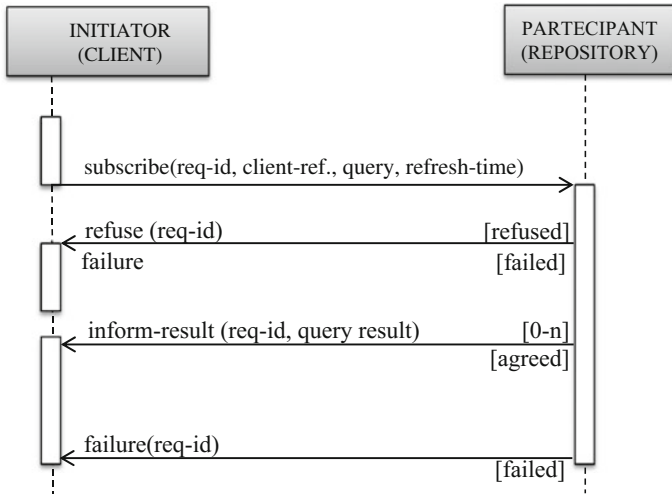 INITIATOR
(CLIENT)
PARTECIPANT
(REPOSITORY)
subscribe(req-id, client-ref., query, refresh-time)
refuse (req-id) [refused]
failure [failed]
inform-result (req-id, query result) [0-n]
[agreed]
failure(req-id)
[failed]